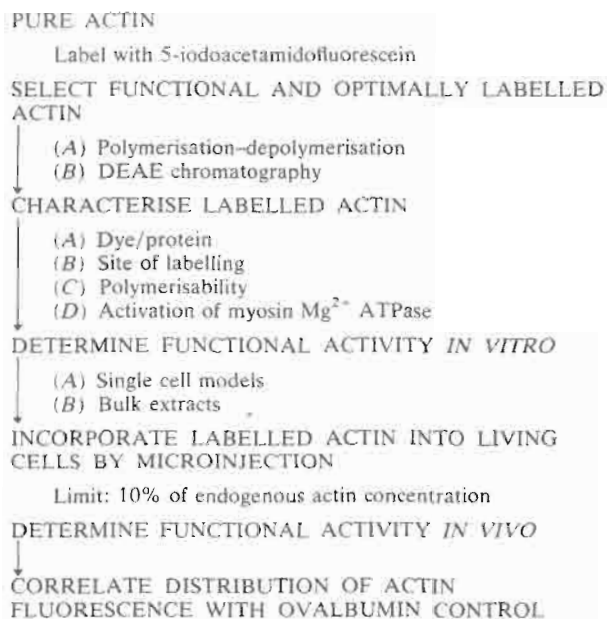 PURE ACTIN
Label with 5-iodoacetamidofluorescein
SELECT FUNCTIONAL AND OPTIMALLY LABELLED
ACTIN
(A) Polymerisation–depolymerisation
(B) DEAE chromatography
CHARACTERISE LABELLED ACTIN
(A) Dye/protein
(B) Site of labelling
(C) Polymerisability
(D) Activation of myosin Mg²⁺ ATPase
DETERMINE FUNCTIONAL ACTIVITY IN VITRO
(A) Single cell models
(B) Bulk extracts
INCORPORATE LABELLED ACTIN INTO LIVING
CELLS BY MICROINJECTION
Limit: 10% of endogenous actin concentration
DETERMINE FUNCTIONAL ACTIVITY IN VIVO
CORRELATE DISTRIBUTION OF ACTIN
FLUORESCENCE WITH OVALBUMIN CONTROL